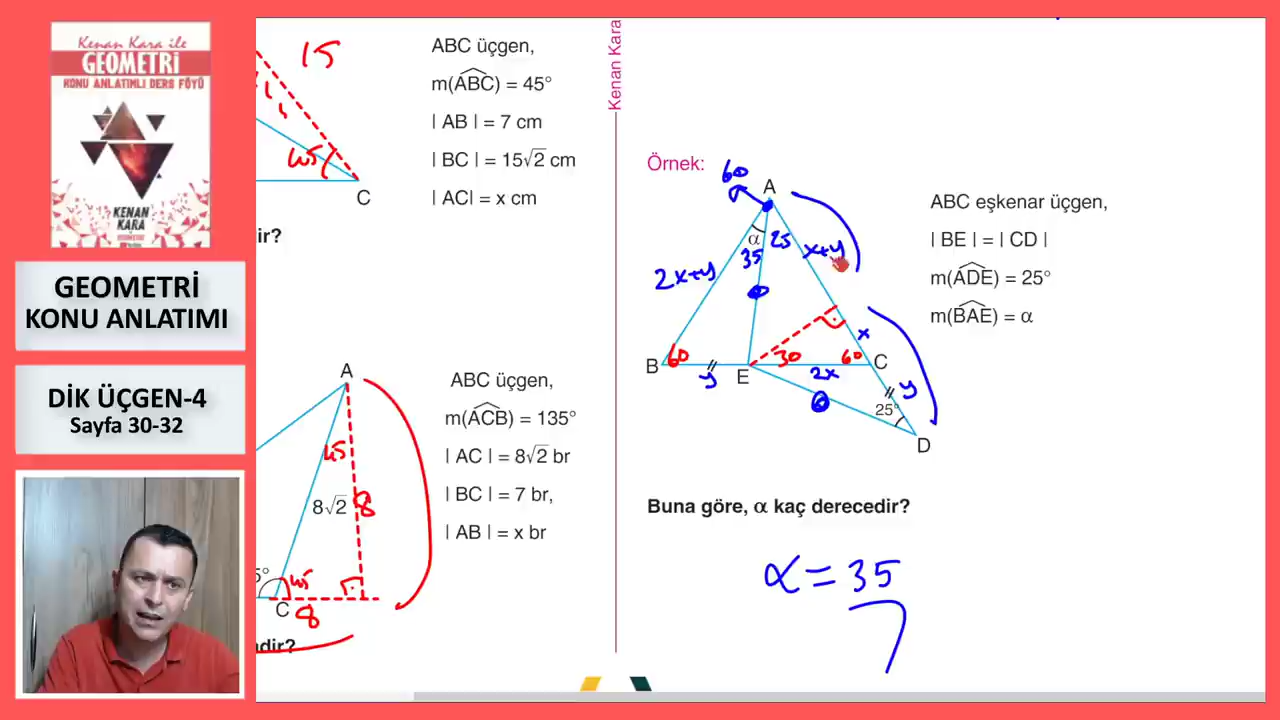 Kenan Kara ile
GEOMETRİ
KONU ANLATIMLI DERS FÖYÜ
KENAN
KARA
GEOMETRİ
KONU ANLATIMI
DİK ÜÇGEN-4
Sayfa 30-32
15
45
C
ABC üçgen,
m(ABC) = 45°
| AB | = 7 cm
| BC | = 15√2 cm
| AC| = x cm
ir?
A
45
8√2
8
5°
45
C
8
ABC üçgen,
m(ACB) = 135°
| AC | = 8√2 br
| BC | = 7 br,
| AB | = x br
dir?
Kenan Kara
Örnek:
60
A
α
25
35
x+y
2x+y
B
60
y
E
30
60
C
2x
x
y
25°
D
ABC eşkenar üçgen,
| BE | = | CD |
m(ADE) = 25°
m(BAE) = α
Buna göre, α kaç derecedir?
α = 35